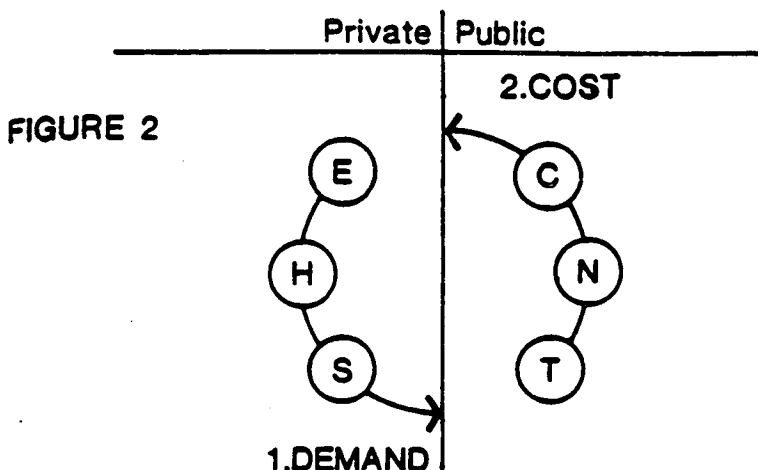 Private Public
2.COST
FIGURE 2
E C
H N
S T
1.DEMAND